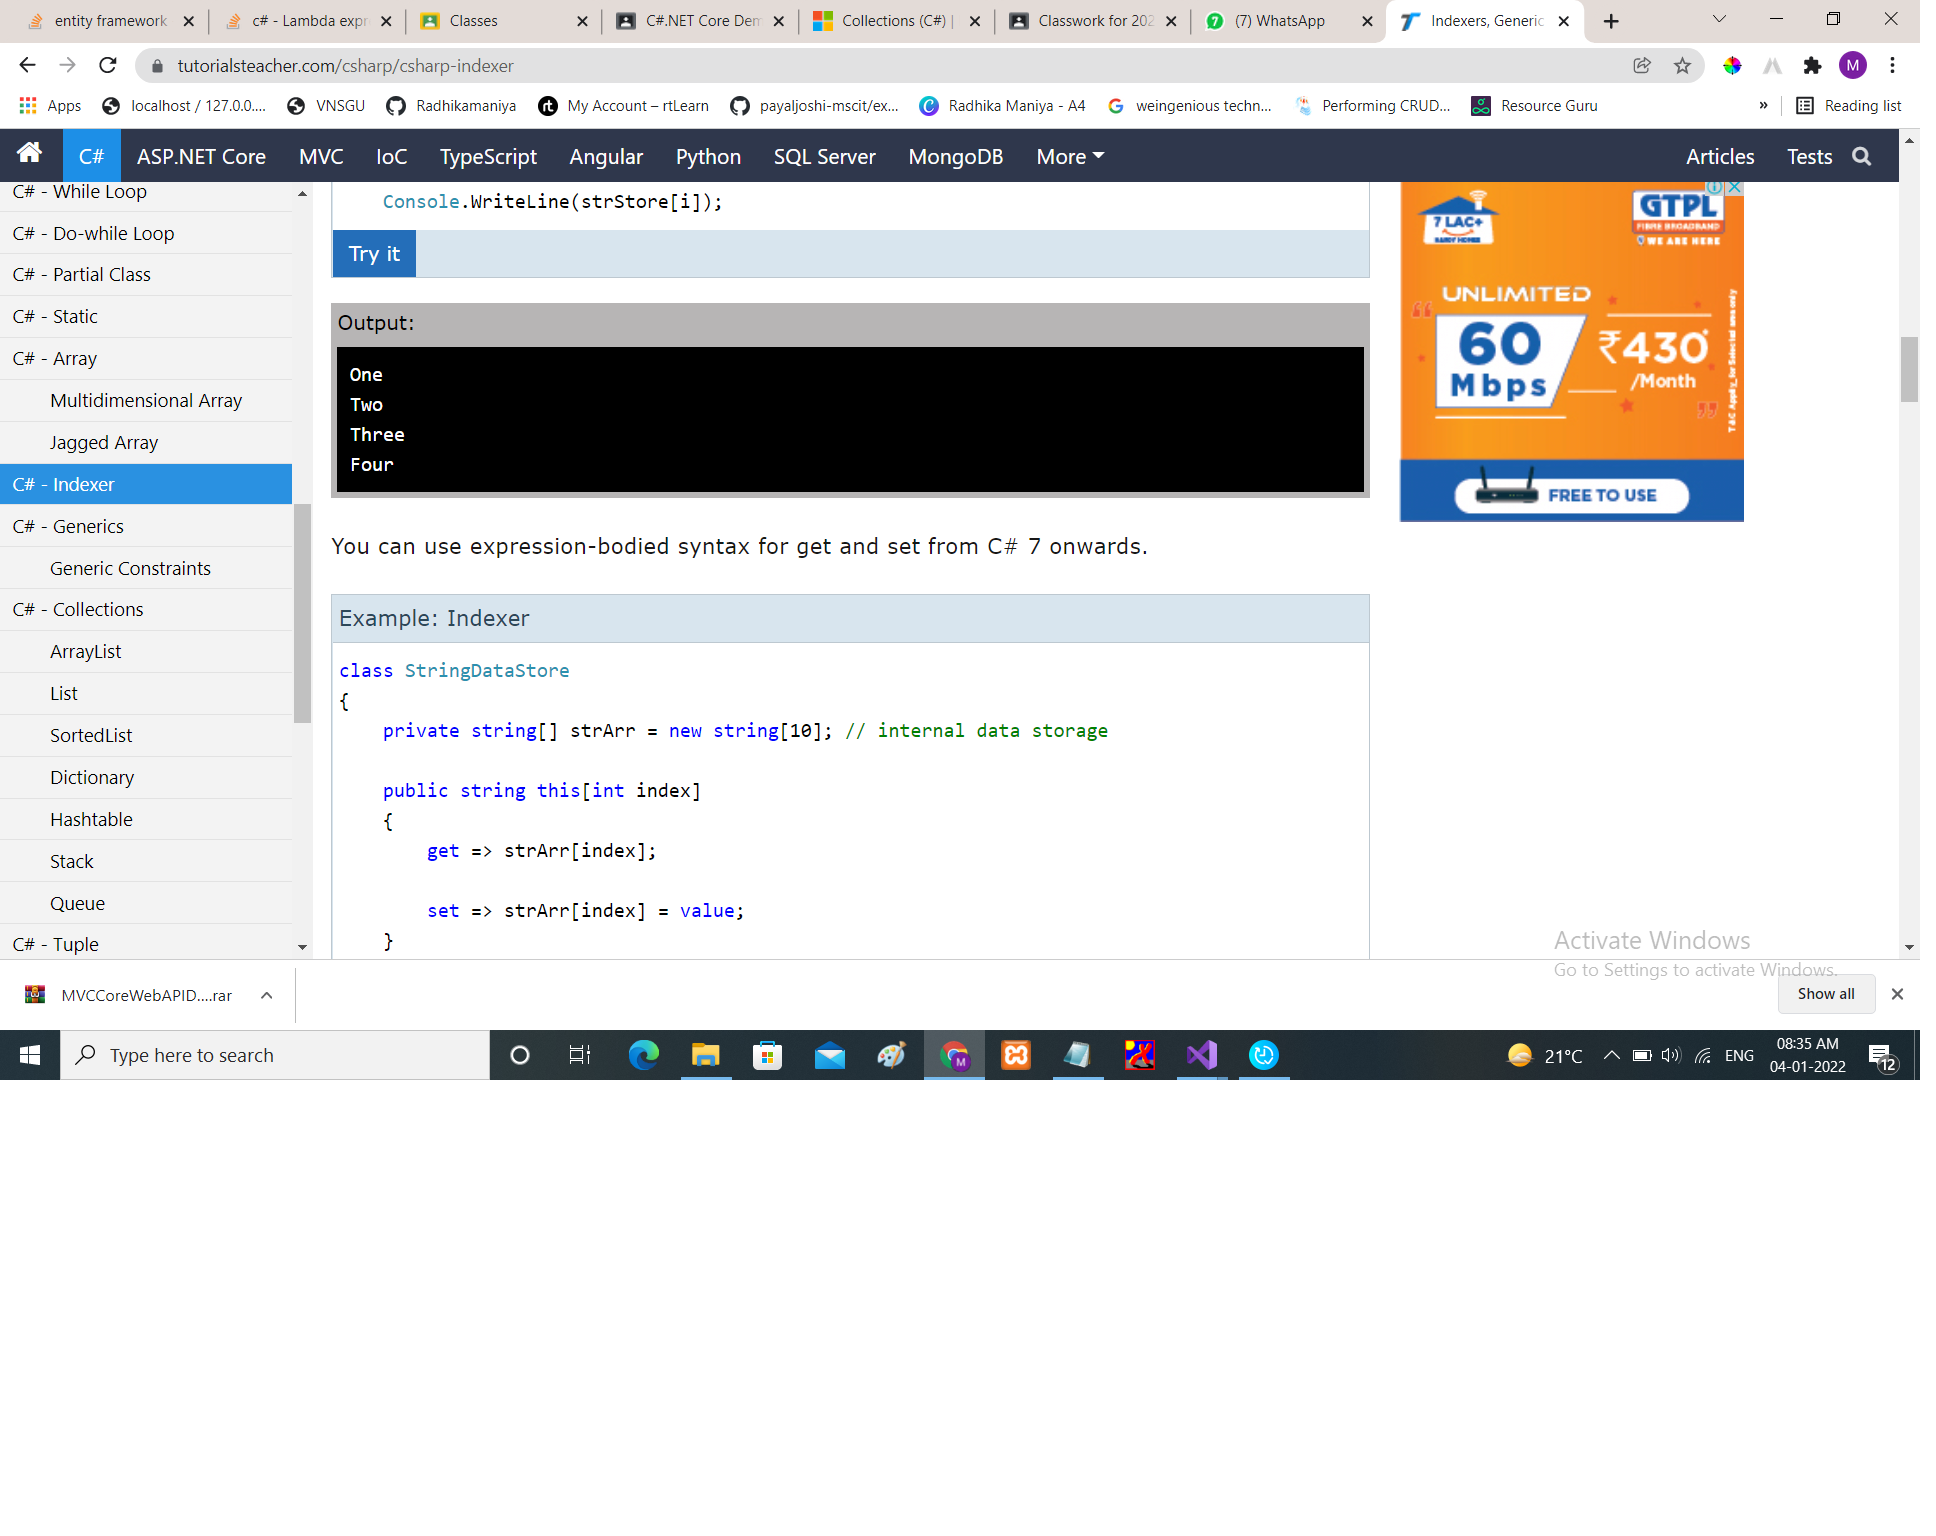 entity framework
c# - Lambda expr
Classes
C#.NET Core Dem
Collections (C#) |
Classwork for 202
(7) WhatsApp
Indexers, Generic
tutorialsteacher.com/csharp/csharp-indexer
M
Apps
localhost / 127.0.0....
VNSGU
Radhikamaniya
My Account – rtLearn
payaljoshi-mscit/ex...
Radhika Maniya - A4
weingenious techn...
Performing CRUD...
Resource Guru
»
Reading list
C#
ASP.NET Core
MVC
IoC
TypeScript
Angular
Python
SQL Server
MongoDB
More
Articles
Tests
C# - While Loop
C# - Do-while Loop
C# - Partial Class
C# - Static
C# - Array
Multidimensional Array
Jagged Array
C# - Indexer
C# - Generics
Generic Constraints
C# - Collections
ArrayList
List
SortedList
Dictionary
Hashtable
Stack
Queue
C# - Tuple
Console.WriteLine(strStore[i]);
Try it
Output:
One
Two
Three
Four
You can use expression-bodied syntax for get and set from C# 7 onwards.
Example: Indexer
class StringDataStore
{
private string[] strArr = new string[10]; // internal data storage
public string this[int index]
{
get => strArr[index];
set => strArr[index] = value;
}
7 LAC+
HAPPY HOMES
GTPL
FIBRE BROADBAND
WE ARE HERE
UNLIMITED
60
Mbps
₹430*
/Month
T&C Apply_for Selected area only
FREE TO USE
Activate Windows
Go to Settings to activate Windows.
MVCCoreWebAPID....rar
Show all
Type here to search
21°C
ENG
08:35 AM
04-01-2022
12